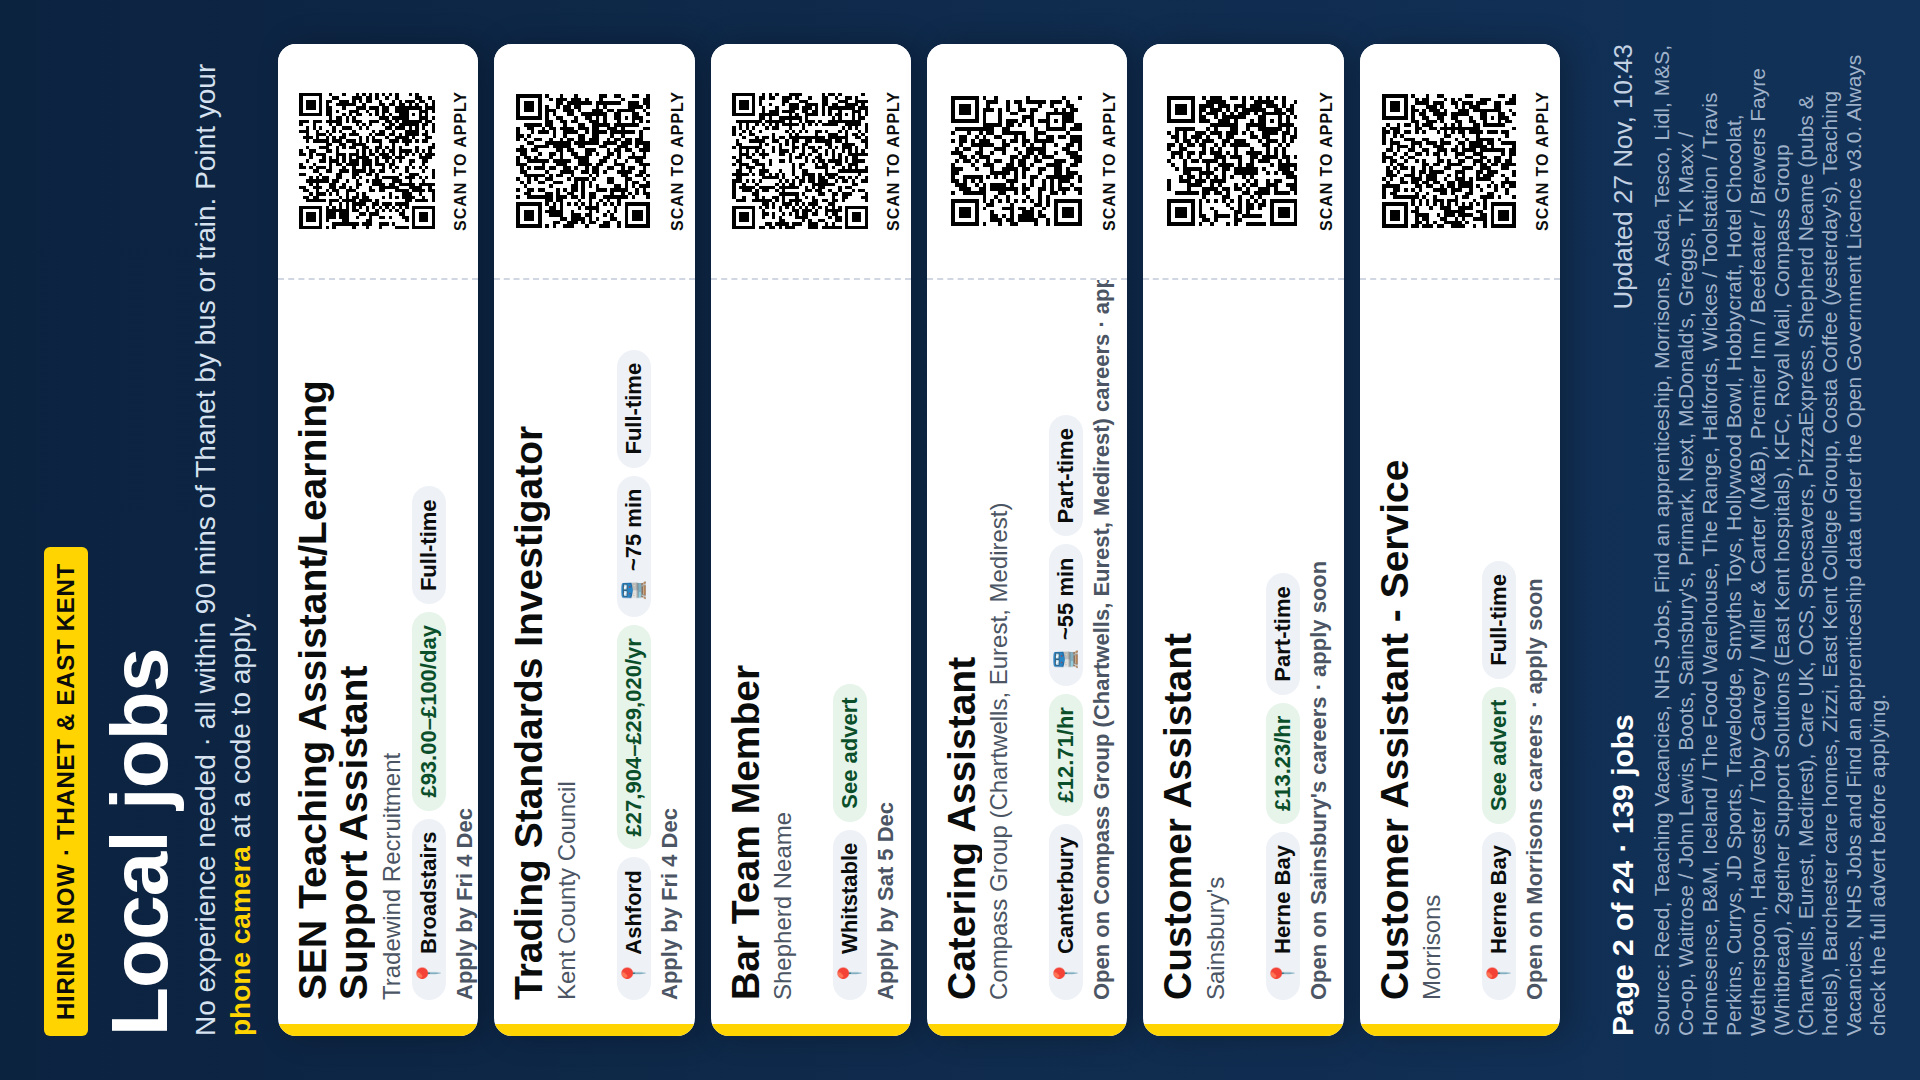 HIRING NOW · THANET & EAST KENT
Local jobs
No experience needed · all within 90 mins of Thanet by bus or train. Point your
phone camera at a code to apply.
SEN Teaching Assistant/Learning
Support Assistant
Tradewind Recruitment
📍 Broadstairs £93.00–£100/day Full-time
Apply by Fri 4 Dec
SCAN TO APPLY
Trading Standards Investigator
Kent County Council
📍 Ashford £27,904–£29,020/yr 🚆 ~75 min Full-time
Apply by Fri 4 Dec
SCAN TO APPLY
Bar Team Member
Shepherd Neame
📍 Whitstable See advert
Apply by Sat 5 Dec
SCAN TO APPLY
Catering Assistant
Compass Group (Chartwells, Eurest, Medirest)
📍 Canterbury £12.71/hr 🚆 ~55 min Part-time
Open on Compass Group (Chartwells, Eurest, Medirest) careers · app
SCAN TO APPLY
Customer Assistant
Sainsbury's
📍 Herne Bay £13.23/hr Part-time
Open on Sainsbury's careers · apply soon
SCAN TO APPLY
Customer Assistant - Service
Morrisons
📍 Herne Bay See advert Full-time
Open on Morrisons careers · apply soon
SCAN TO APPLY
Page 2 of 24 · 139 jobs
Updated 27 Nov, 10:43
Source: Reed, Teaching Vacancies, NHS Jobs, Find an apprenticeship, Morrisons, Asda, Tesco, Lidl, M&S,
Co-op, Waitrose / John Lewis, Boots, Sainsbury's, Primark, Next, McDonald's, Greggs, TK Maxx /
Homesense, B&M, Iceland / The Food Warehouse, The Range, Halfords, Wickes / Toolstation / Travis
Perkins, Currys, JD Sports, Travelodge, Smyths Toys, Hollywood Bowl, Hobbycraft, Hotel Chocolat,
Wetherspoon, Harvester / Toby Carvery / Miller & Carter (M&B), Premier Inn / Beefeater / Brewers Fayre
(Whitbread), 2gether Support Solutions (East Kent hospitals), KFC, Royal Mail, Compass Group
(Chartwells, Eurest, Medirest), Care UK, OCS, Specsavers, PizzaExpress, Shepherd Neame (pubs &
hotels), Barchester care homes, Zizzi, East Kent College Group, Costa Coffee (yesterday's). Teaching
Vacancies, NHS Jobs and Find an apprenticeship data under the Open Government Licence v3.0. Always
check the full advert before applying.